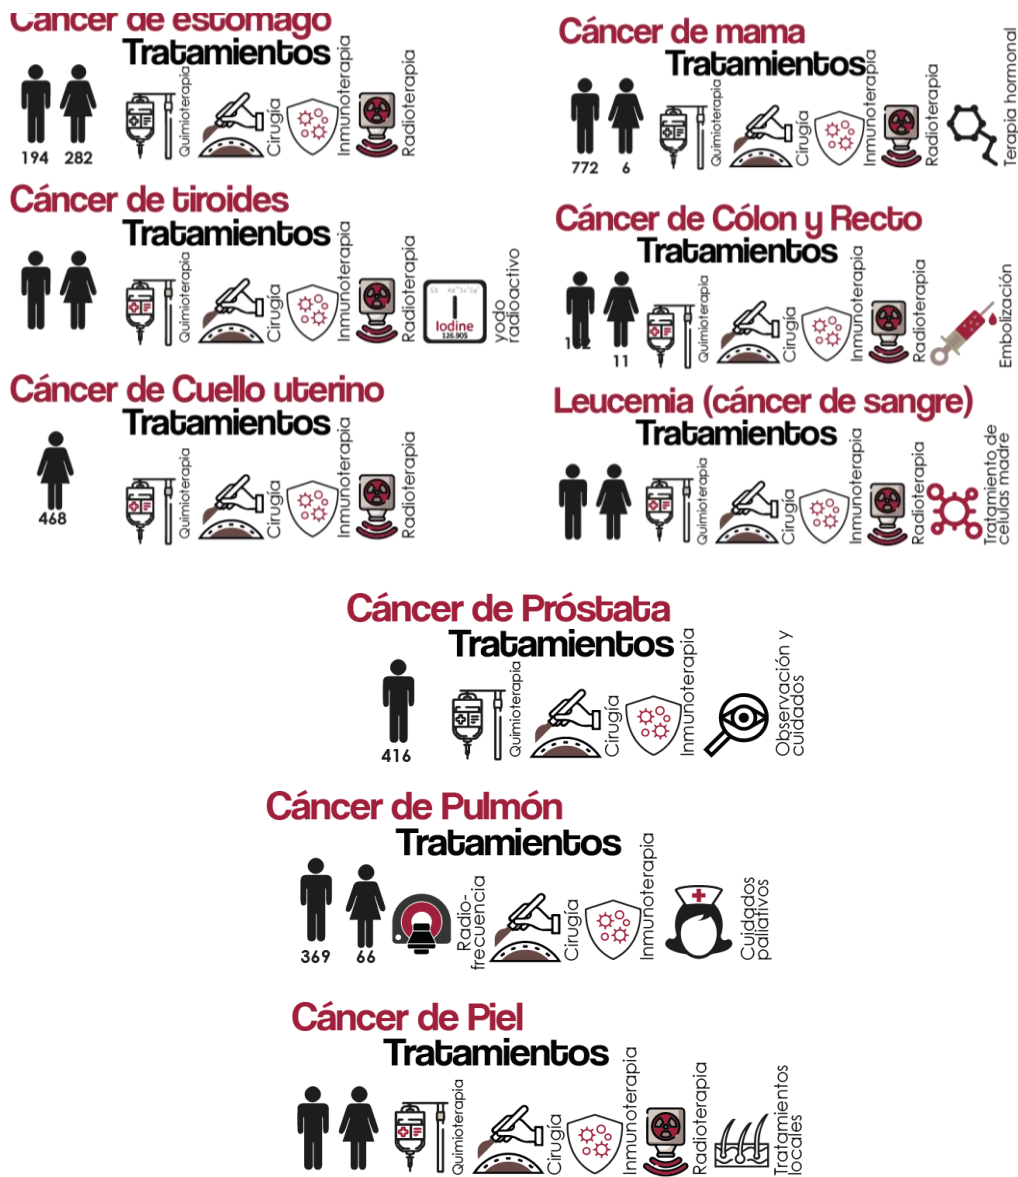 Cáncer de estómago
Tratamientos
194 282
Quimioterapia
Cirugía
Inmunoterapia
Radioterapia
Cáncer de mama
Tratamientos
772 6
Quimioterapia
Cirugía
Inmunoterapia
Radioterapia
Terapia hormonal
Cáncer de tiroides
Tratamientos
Quimioterapia
Cirugía
Inmunoterapia
Radioterapia
I
Iodine
126.905
yodo
radioactivo
Cáncer de Cólon y Recto
Tratamientos
11
Quimioterapia
Cirugía
Inmunoterapia
Radioterapia
Embolización
Cáncer de Cuello uterino
Tratamientos
468
Quimioterapia
Cirugía
Inmunoterapia
Radioterapia
Leucemia (cáncer de sangre)
Tratamientos
Quimioterapia
Cirugía
Inmunoterapia
Radioterapia
Tratamiento de
células madre
Cáncer de Próstata
Tratamientos
416
Quimioterapia
Cirugía
Inmunoterapia
Observación y
cuidados
Cáncer de Pulmón
Tratamientos
369 66
Radio-
frecuencia
Cirugía
Inmunoterapia
Cuidados
paliativos
Cáncer de Piel
Tratamientos
Quimioterapia
Cirugía
Inmunoterapia
Radioterapia
Tratamientos
locales